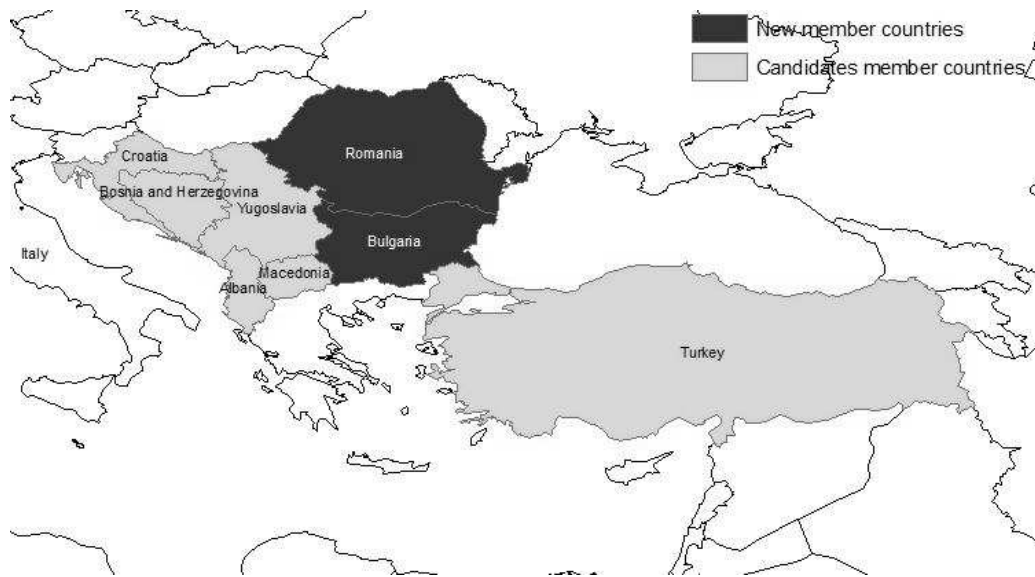 New member countries
Candidates member countries
Croatia
Romania
Bosnia and Herzegovina
Yugoslavia
Bulgaria
Italy
Macedonia
Albania
Turkey